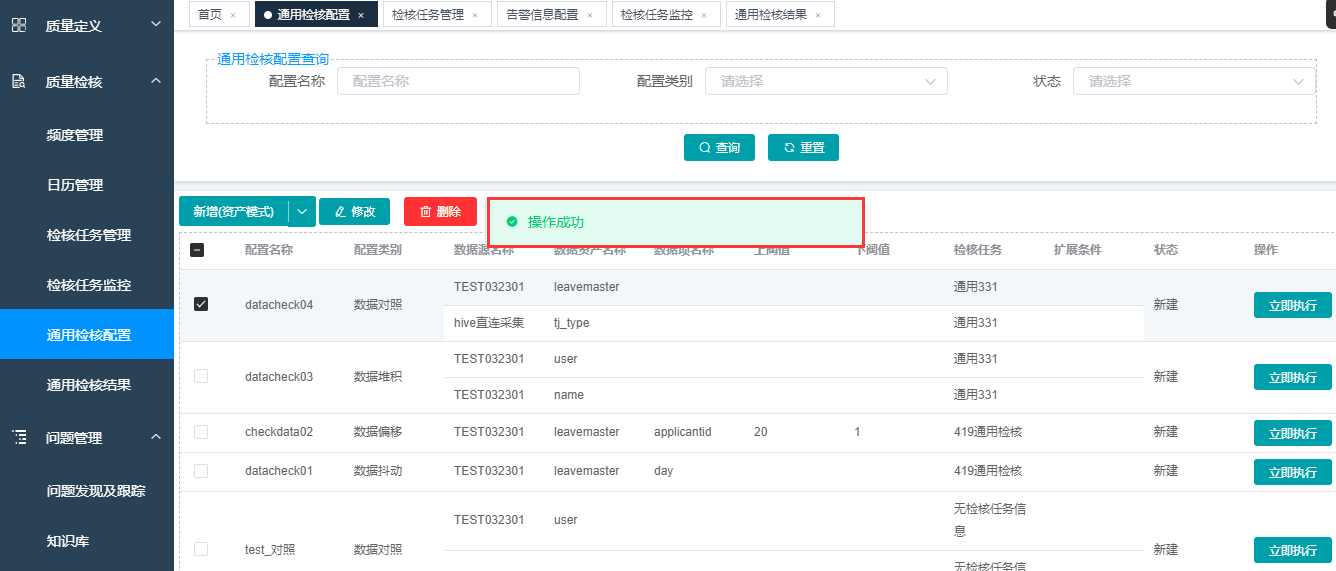 质量定义
质量检核
频度管理
日历管理
检核任务管理
检核任务监控
通用检核配置
通用检核结果
问题管理
问题发现及跟踪
知识库
首页 × 通用检核配置 × 检核任务管理 × 告警信息配置 × 检核任务监控 × 通用检核结果 ×
通用检核配置查询
配置名称 配置名称 配置类别 请选择 状态 请选择
查询 重置
新增(资产模式) 修改 删除
操作成功
配置名称 配置类别 数据源名称 数据资产名称 数据项名称 上阀值 下阀值 检核任务 扩展条件 状态 操作
datacheck04 数据对照 TEST032301 leavemaster 通用331 新建 立即执行
hive直连采集 tj_type 通用331
datacheck03 数据堆积 TEST032301 user 通用331 新建 立即执行
TEST032301 name 通用331
checkdata02 数据偏移 TEST032301 leavemaster applicantid 20 1 419通用检核 新建 立即执行
datacheck01 数据抖动 TEST032301 leavemaster day 419通用检核 新建 立即执行
test_对照 数据对照 TEST032301 user 无检核任务信息 新建 立即执行
无检核任务信